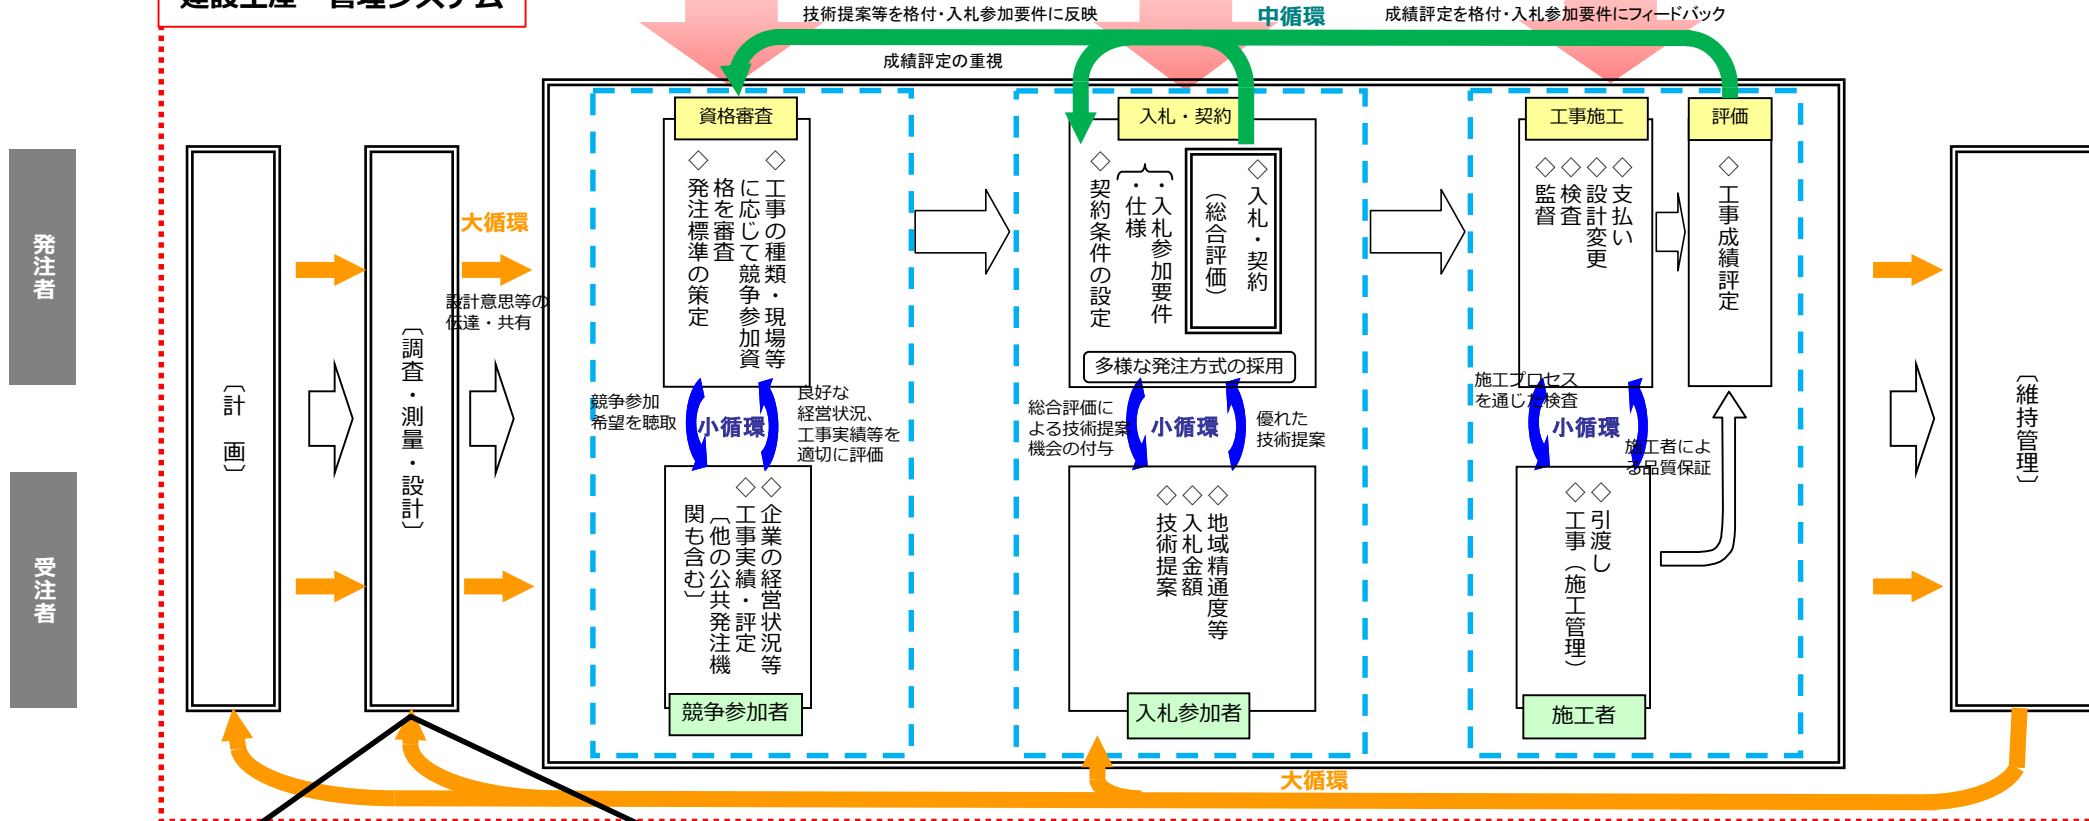 建設生産・管理システム
技術提案等を格付・入札参加要件に反映
中循環
成績評定を格付・入札参加要件にフィードバック
成績評定の重視
発注者
受注者
〔計　画〕
〔調査・測量・設計〕
大循環
設計意思等の
伝達・共有
資格審査
◇工事の種類・現場等
に応じて競争参加資
格を審査
◇発注標準の策定
競争参加
希望を聴取
小循環
良好な
経営状況、
工事実績等を
適切に評価
◇企業の経営状況等
◇工事実績・評定
〔他の公共発注機
関も含む〕
競争参加者
入札・契約
◇入札・契約
（総合評価）
・入札参加要件
・仕様
◇契約条件の設定
多様な発注方式の採用
総合評価に
よる技術提案
機会の付与
小循環
優れた
技術提案
◇地域精通度等
◇入札金額
◇技術提案
入札参加者
工事施工
◇支払い
◇設計変更
◇検査
◇監督
評価
◇工事成績評定
施工プロセス
を通じた検査
小循環
施工者によ
る品質保証
◇引渡し
◇工事（施工管理）
施工者
〔維持管理〕
大循環